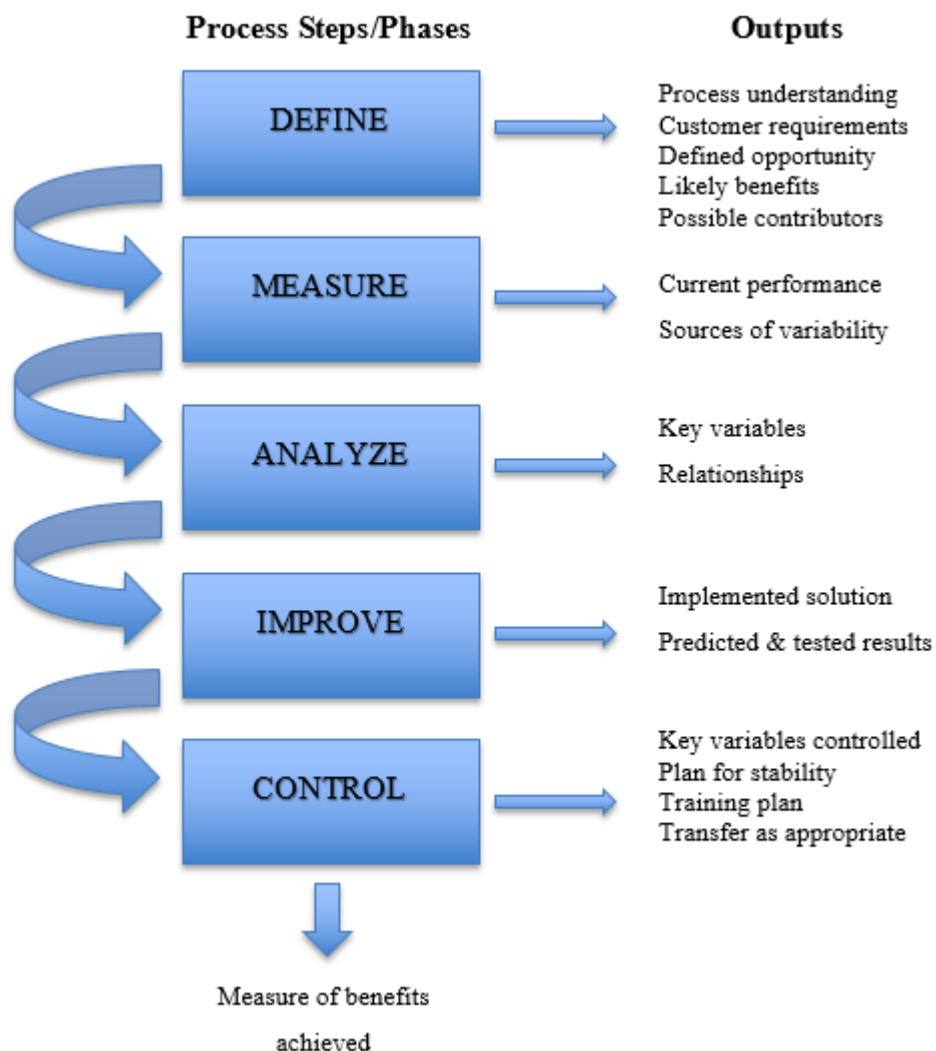 Process Steps/Phases
Outputs
DEFINE
Process understanding
Customer requirements
Defined opportunity
Likely benefits
Possible contributors
MEASURE
Current performance
Sources of variability
ANALYZE
Key variables
Relationships
IMPROVE
Implemented solution
Predicted & tested results
CONTROL
Key variables controlled
Plan for stability
Training plan
Transfer as appropriate
Measure of benefits
achieved